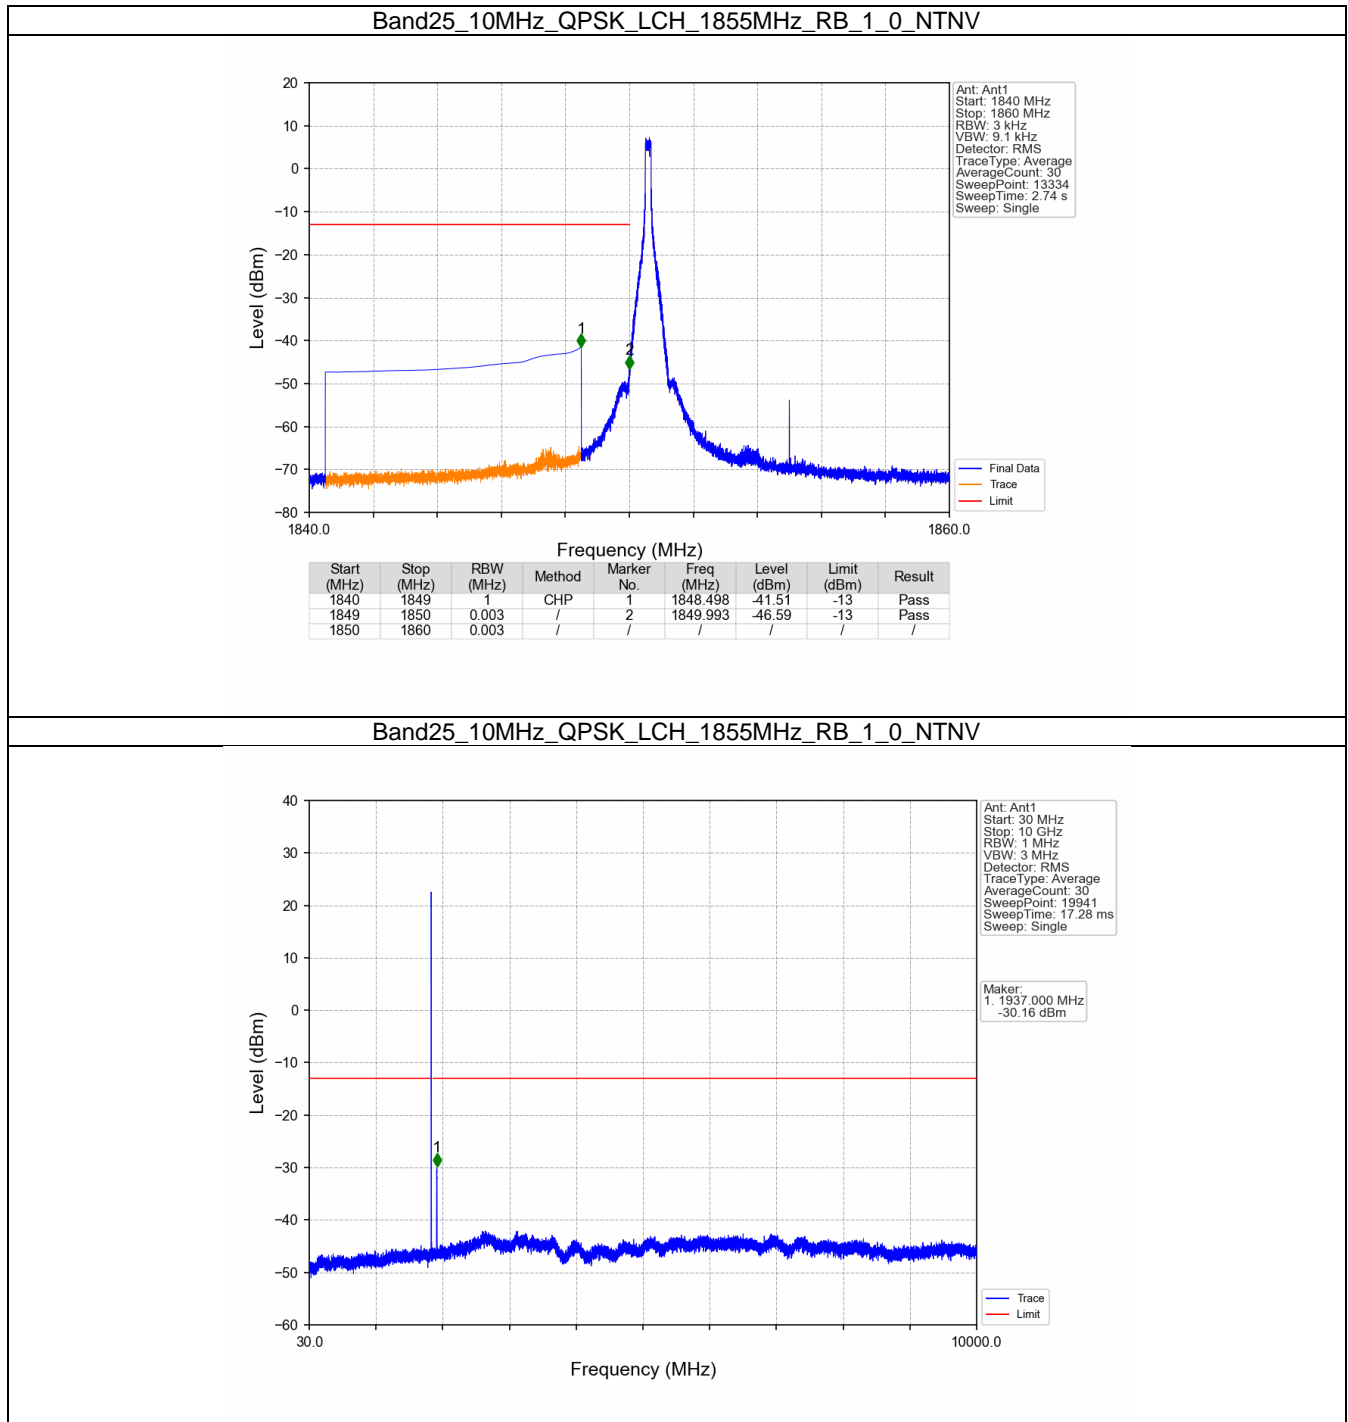 Band25_10MHz_QPSK_LCH_1855MHz_RB_1_0_NTNV
20
10
0
−10
−20
−30
−40
−50
−60
−70
−80
Level (dBm)
1
2
1840.0
1860.0
Frequency (MHz)
Ant: Ant1
Start: 1840 MHz
Stop: 1860 MHz
RBW: 3 kHz
VBW: 9.1 kHz
Detector: RMS
TraceType: Average
AverageCount: 30
SweepPoint: 13334
SweepTime: 2.74 s
Sweep: Single
Final Data
Trace
Limit
Start (MHz) Stop (MHz) RBW (MHz) Method Marker No. Freq (MHz) Level (dBm) Limit (dBm) Result
1840 1849 1 CHP 1 1848.498 -41.51 -13 Pass
1849 1850 0.003 / 2 1849.993 -46.59 -13 Pass
1850 1860 0.003 / / / / / /
Band25_10MHz_QPSK_LCH_1855MHz_RB_1_0_NTNV
40
30
20
10
0
−10
−20
−30
−40
−50
−60
Level (dBm)
1
30.0
10000.0
Frequency (MHz)
Ant: Ant1
Start: 30 MHz
Stop: 10 GHz
RBW: 1 MHz
VBW: 3 MHz
Detector: RMS
TraceType: Average
AverageCount: 30
SweepPoint: 19941
SweepTime: 17.28 ms
Sweep: Single
Maker:
1. 1937.000 MHz
-30.16 dBm
Trace
Limit